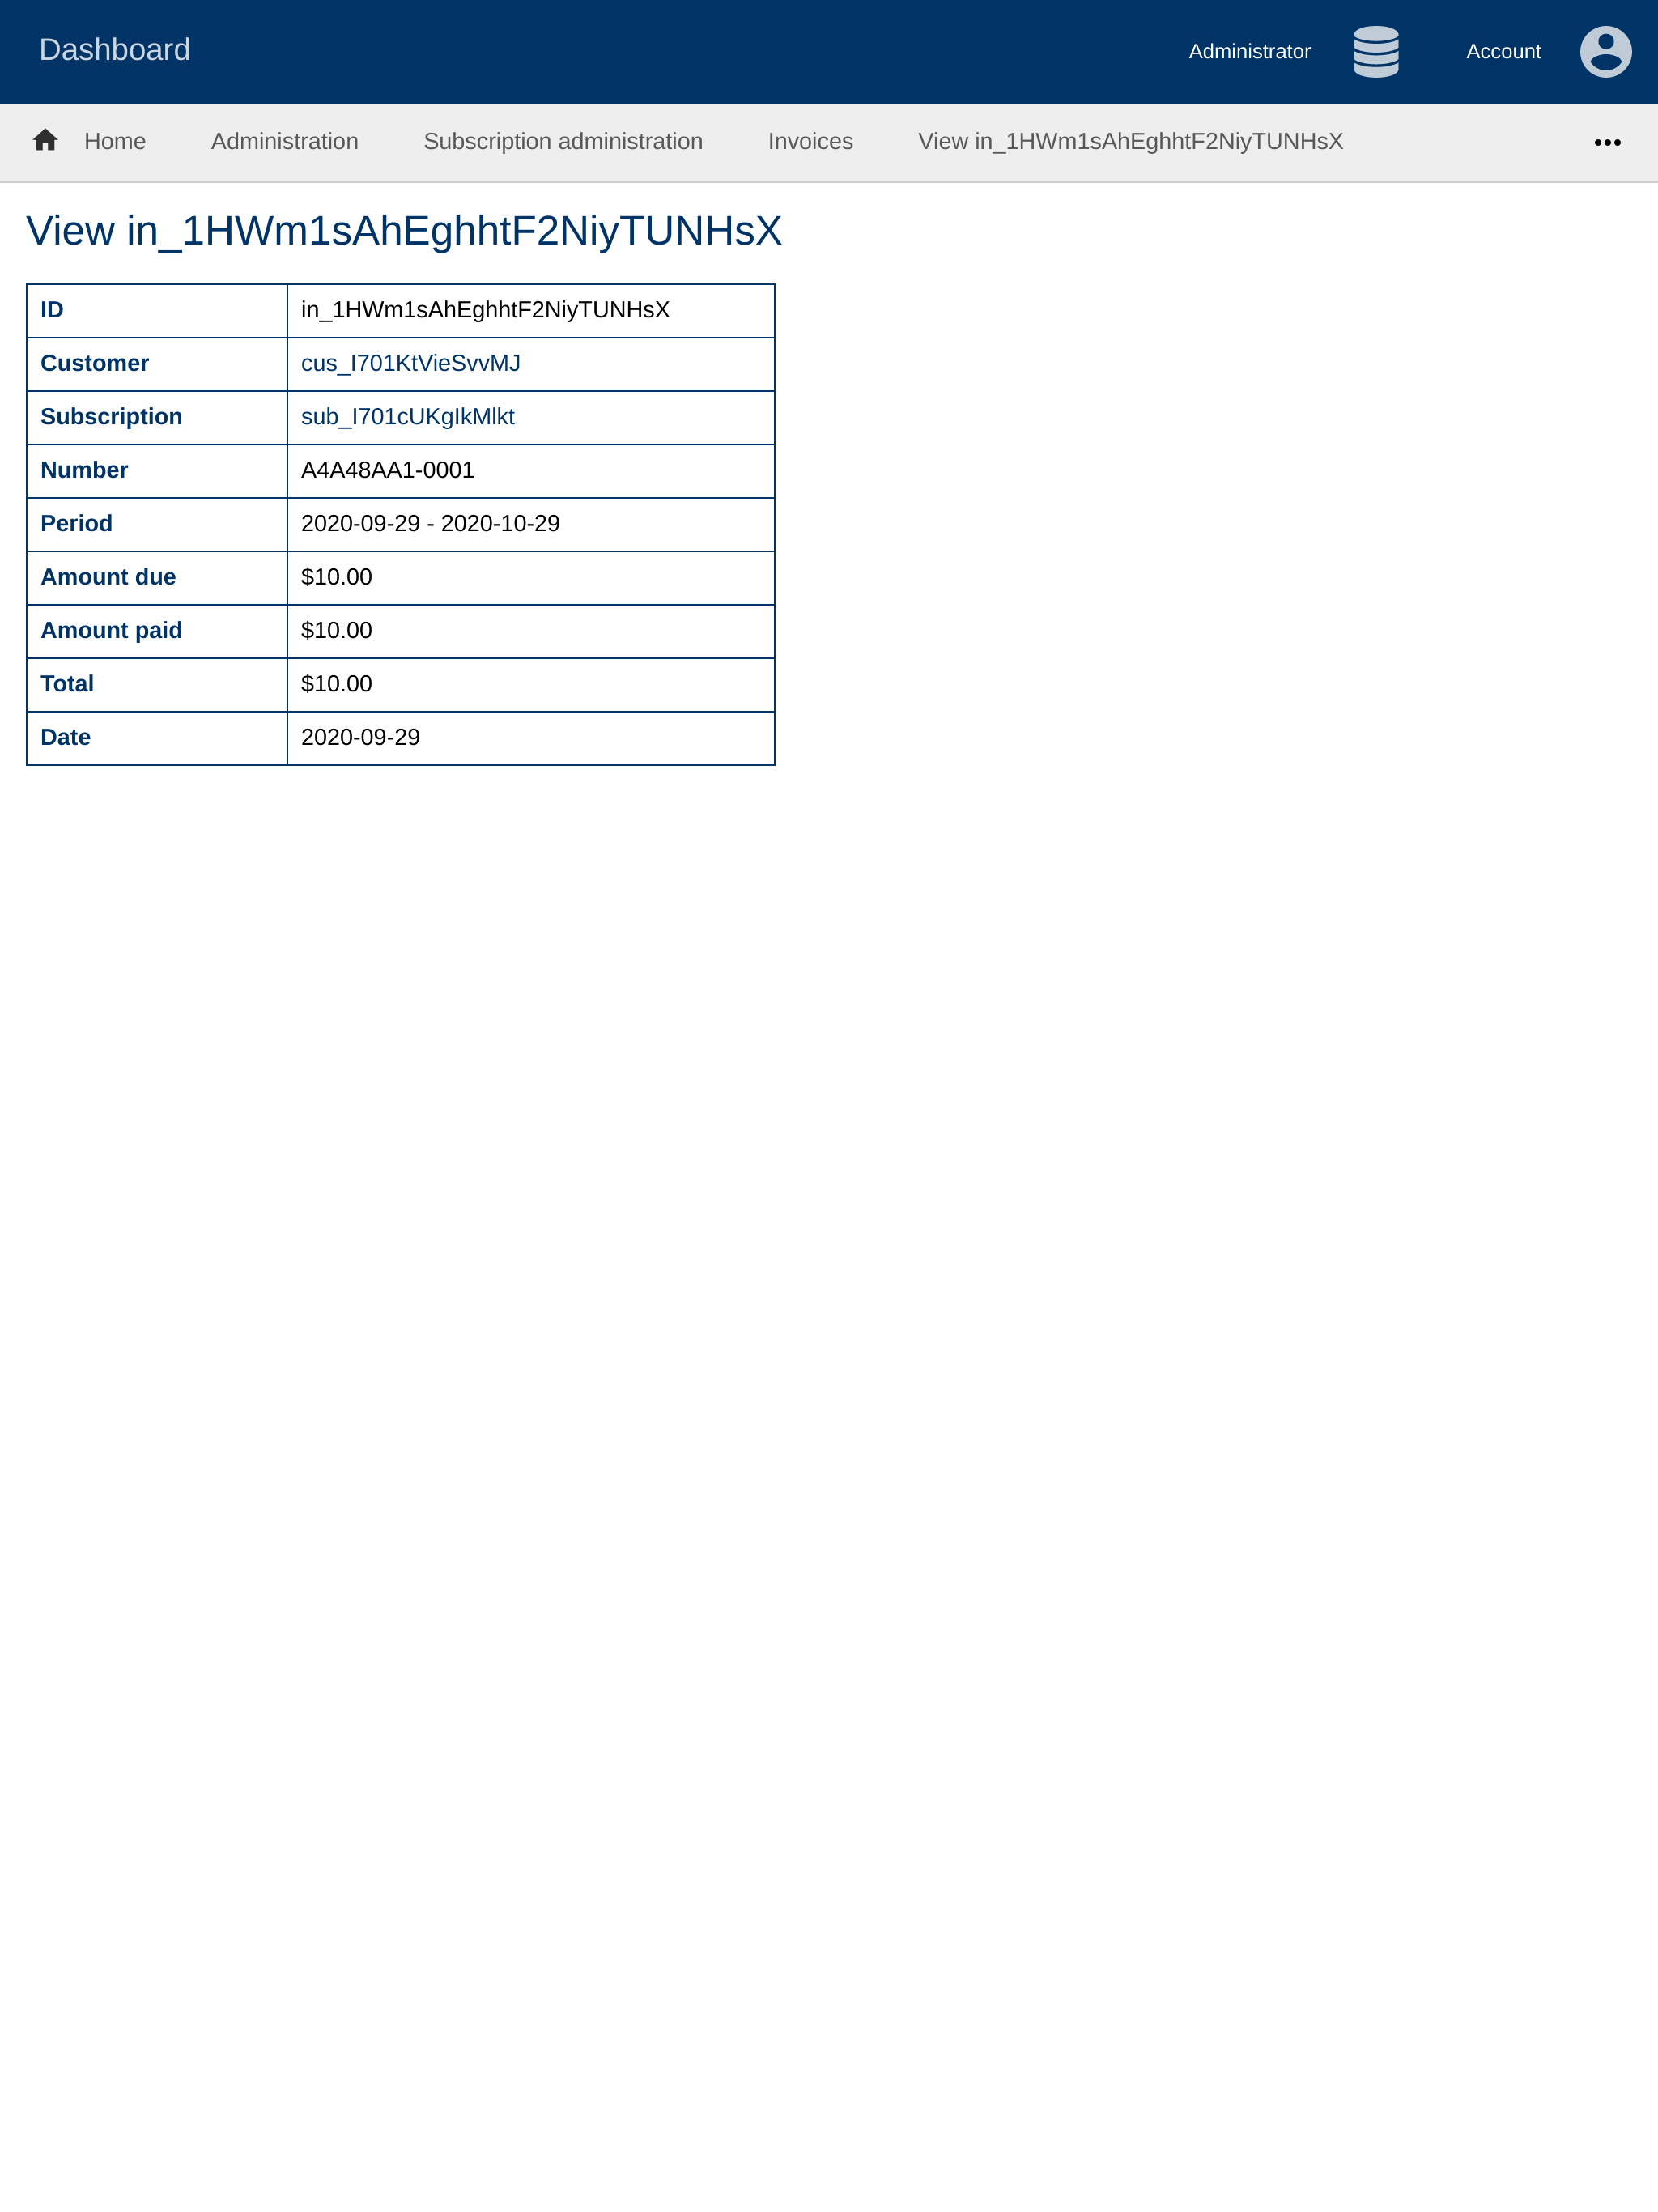 Dashboard
Administrator
Account
Home Administration Subscription administration Invoices View in_1HWm1sAhEghhtF2NiyTUNHsX
View in_1HWm1sAhEghhtF2NiyTUNHsX
ID in_1HWm1sAhEghhtF2NiyTUNHsX
Customer cus_I701KtVieSvvMJ
Subscription sub_I701cUKgIkMlkt
Number A4A48AA1-0001
Period 2020-09-29 - 2020-10-29
Amount due $10.00
Amount paid $10.00
Total $10.00
Date 2020-09-29